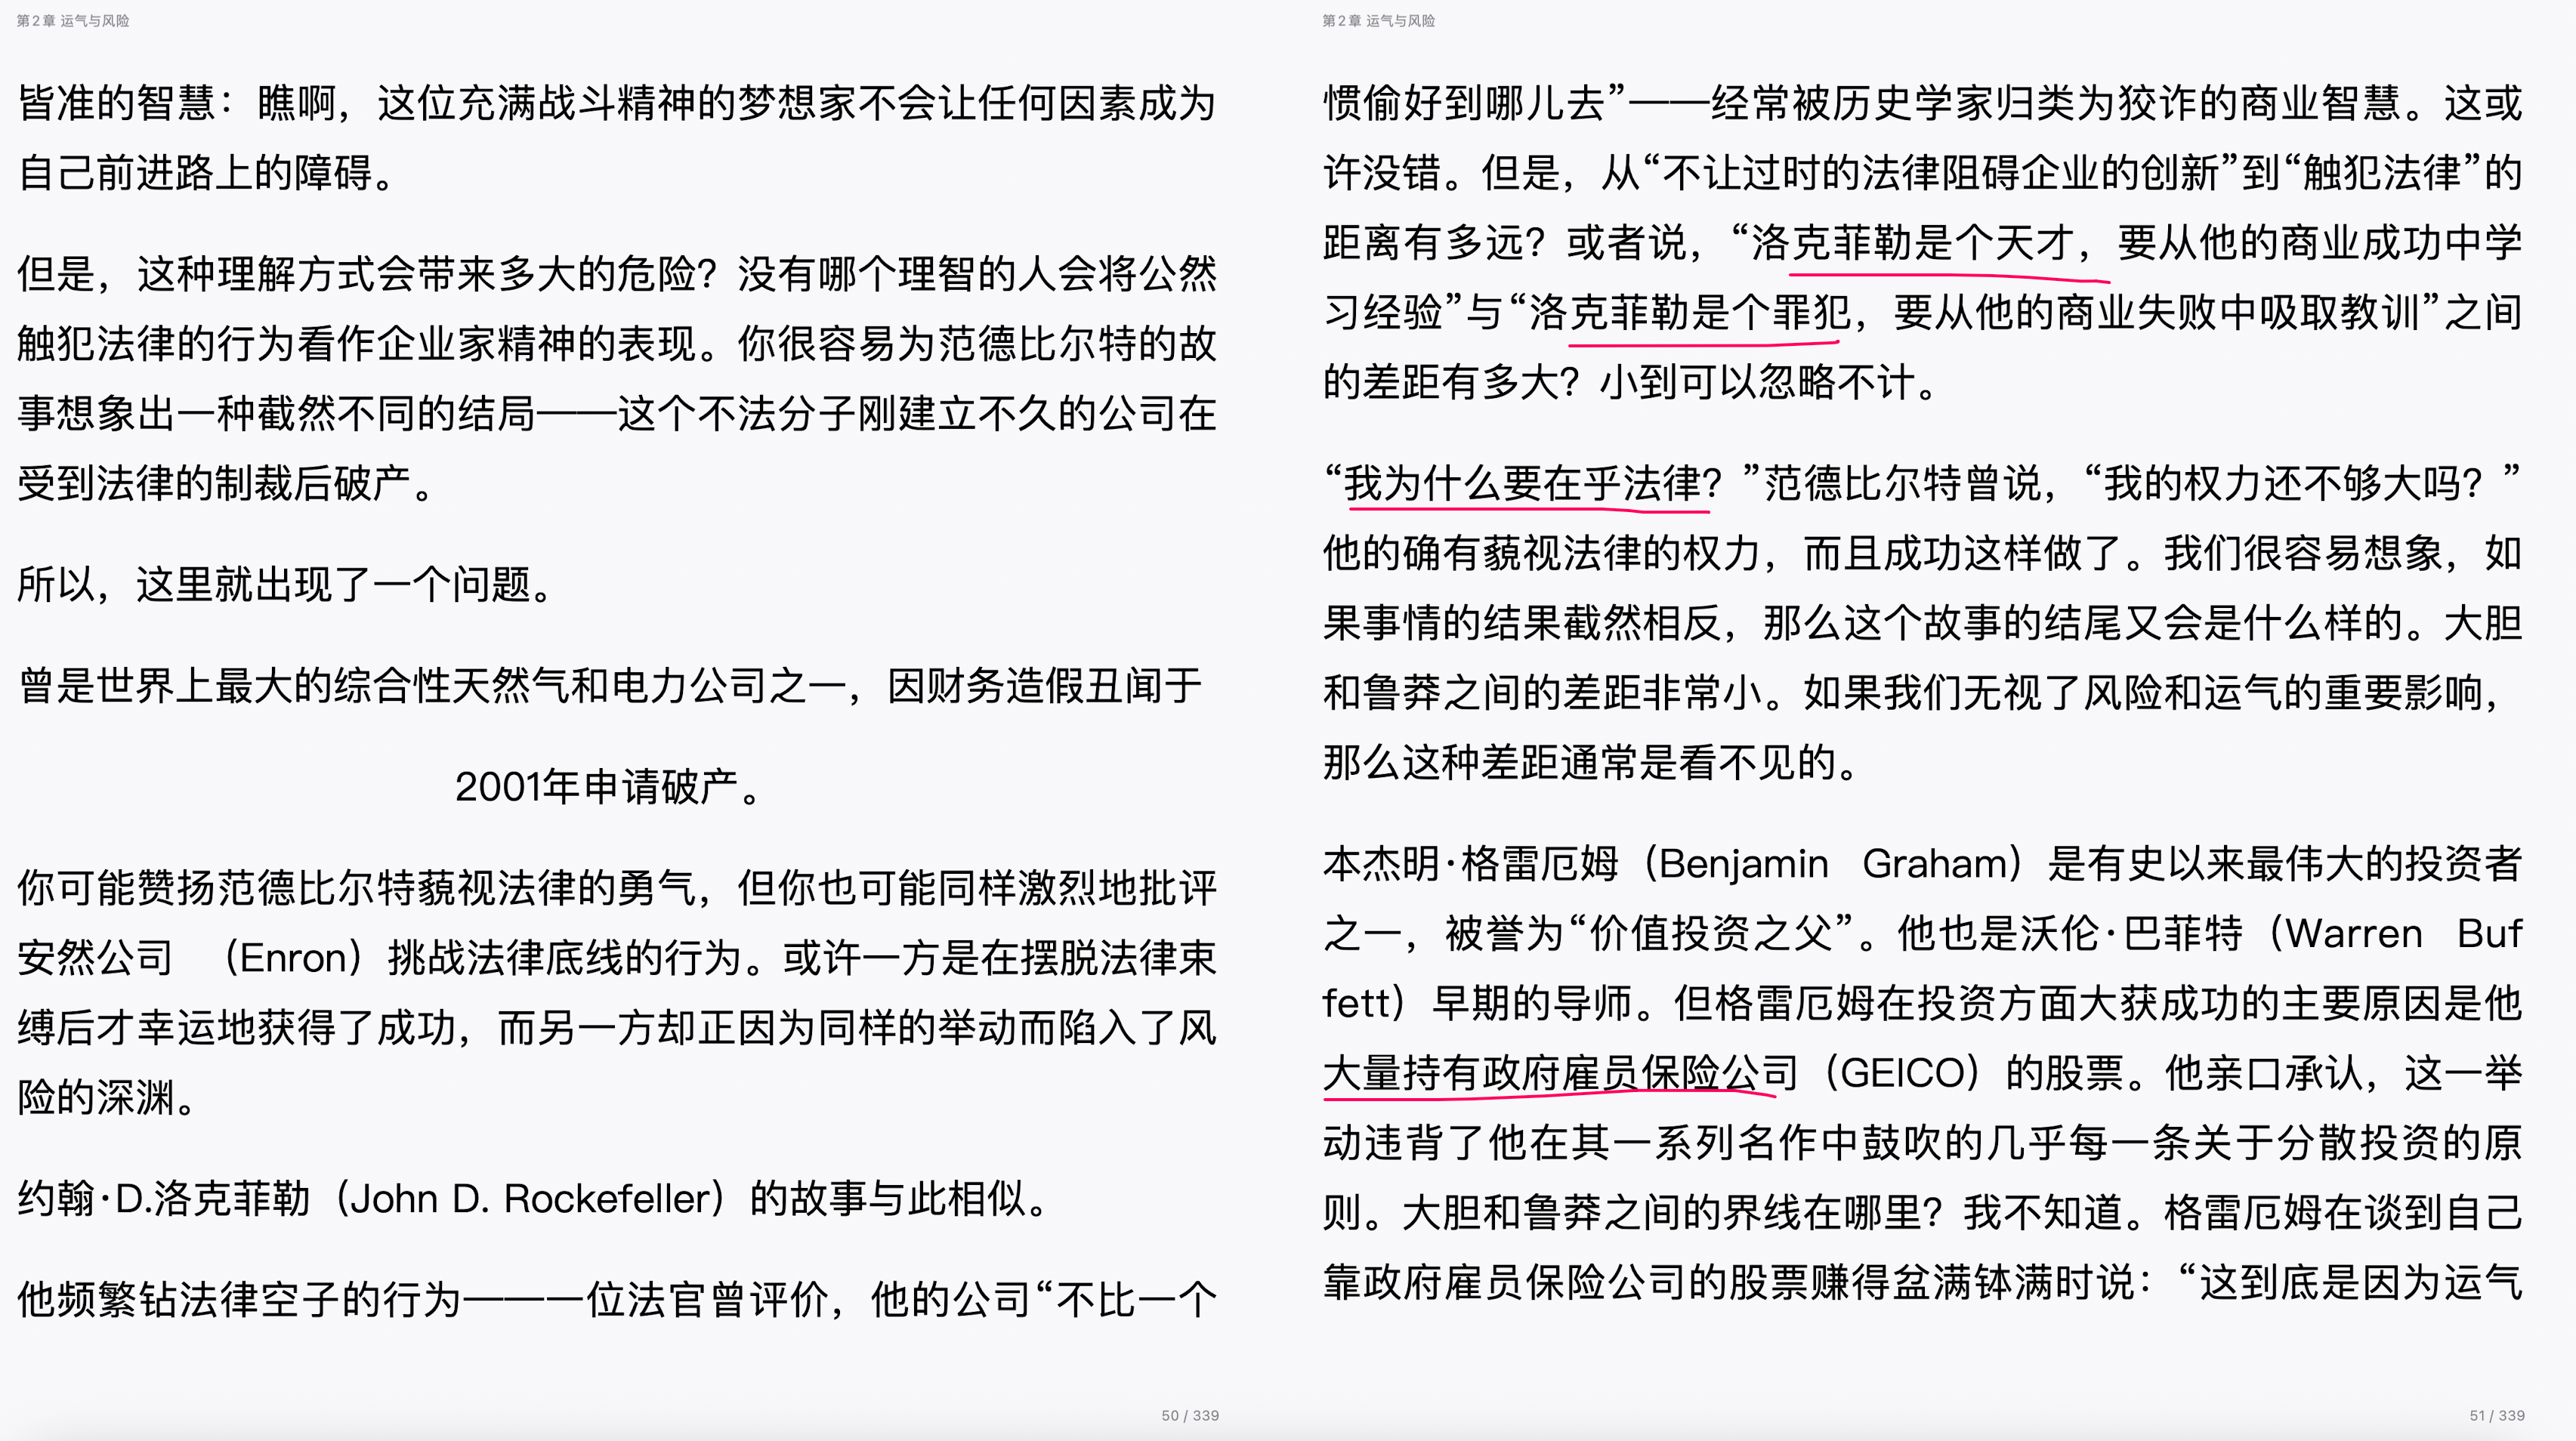 第2章 运气与风险
皆准的智慧：瞧啊，这位充满战斗精神的梦想家不会让任何因素成为
自己前进路上的障碍。
但是，这种理解方式会带来多大的危险？没有哪个理智的人会将公然
触犯法律的行为看作企业家精神的表现。你很容易为范德比尔特的故
事想象出一种截然不同的结局——这个不法分子刚建立不久的公司在
受到法律的制裁后破产。
所以，这里就出现了一个问题。
曾是世界上最大的综合性天然气和电力公司之一，因财务造假丑闻于
2001年申请破产。
你可能赞扬范德比尔特藐视法律的勇气，但你也可能同样激烈地批评
安然公司 （Enron）挑战法律底线的行为。或许一方是在摆脱法律束
缚后才幸运地获得了成功，而另一方却正因为同样的举动而陷入了风
险的深渊。
约翰·D.洛克菲勒（John D. Rockefeller）的故事与此相似。
他频繁钻法律空子的行为——一位法官曾评价，他的公司“不比一个
50 / 339
第2章 运气与风险
惯偷好到哪儿去”——经常被历史学家归类为狡诈的商业智慧。这或
许没错。但是，从“不让过时的法律阻碍企业的创新”到“触犯法律”的
距离有多远？或者说，“洛克菲勒是个天才，要从他的商业成功中学
习经验”与“洛克菲勒是个罪犯，要从他的商业失败中吸取教训”之间
的差距有多大？小到可以忽略不计。
“我为什么要在乎法律？”范德比尔特曾说，“我的权力还不够大吗？”
他的确有藐视法律的权力，而且成功这样做了。我们很容易想象，如
果事情的结果截然相反，那么这个故事的结尾又会是什么样的。大胆
和鲁莽之间的差距非常小。如果我们无视了风险和运气的重要影响，
那么这种差距通常是看不见的。
本杰明·格雷厄姆（Benjamin Graham）是有史以来最伟大的投资者
之一，被誉为“价值投资之父”。他也是沃伦·巴菲特（Warren Buf
fett）早期的导师。但格雷厄姆在投资方面大获成功的主要原因是他
大量持有政府雇员保险公司（GEICO）的股票。他亲口承认，这一举
动违背了他在其一系列名作中鼓吹的几乎每一条关于分散投资的原
则。大胆和鲁莽之间的界线在哪里？我不知道。格雷厄姆在谈到自己
靠政府雇员保险公司的股票赚得盆满钵满时说：“这到底是因为运气
51 / 339